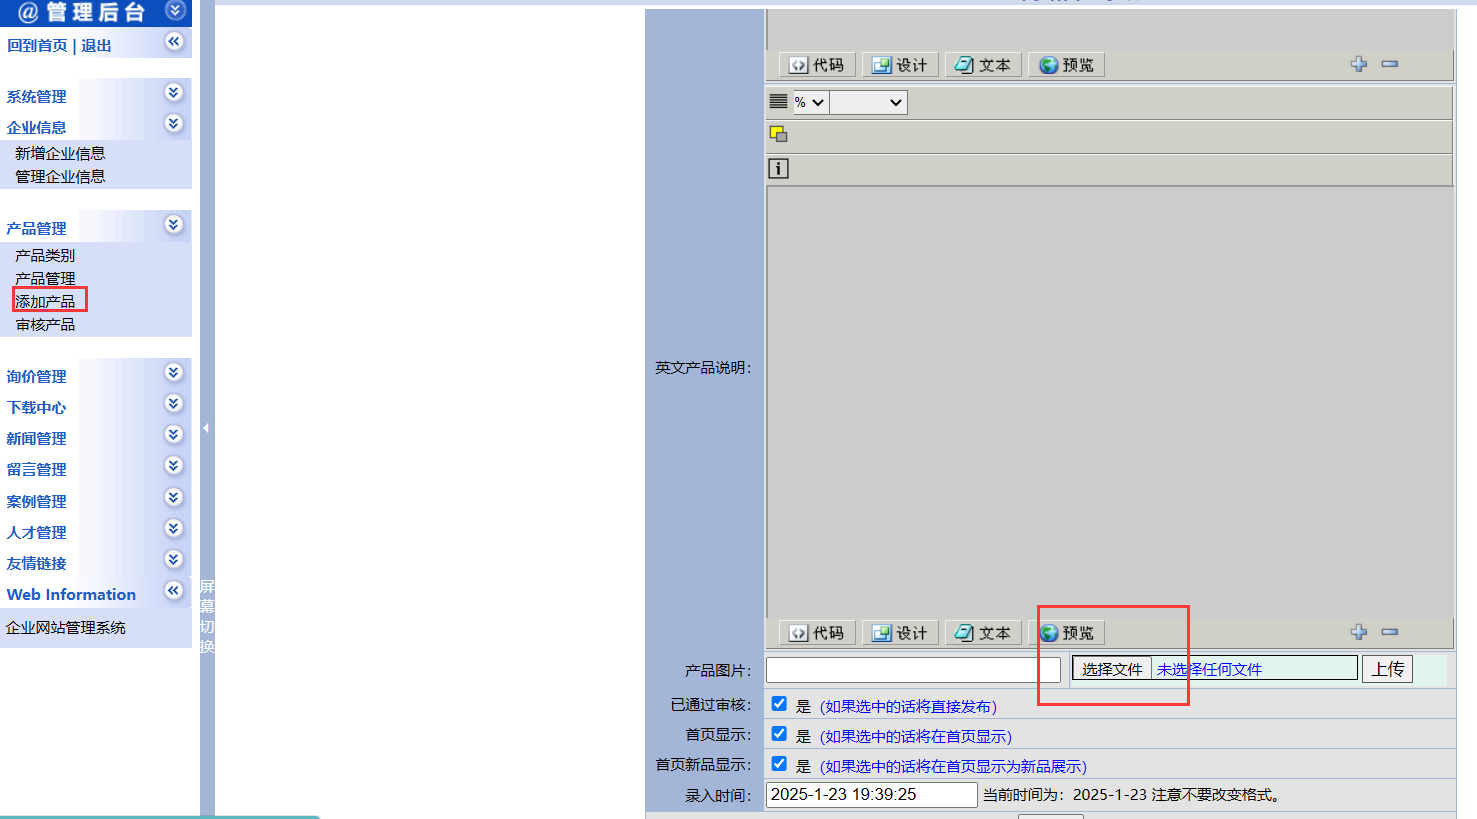 @ 管理后台
回到首页 | 退出
系统管理
企业信息
新增企业信息
管理企业信息
产品管理
产品类别
产品管理
添加产品
审核产品
询价管理
下载中心
新闻管理
留言管理
案例管理
人才管理
友情链接
Web Information
企业网站管理系统
屏幕切换
代码 设计 文本 预览
%
英文产品说明：
代码 设计 文本 预览
产品图片： 选择文件 未选择任何文件 上传
已通过审核： 是 (如果选中的话将直接发布)
首页显示： 是 (如果选中的话将在首页显示)
首页新品显示： 是 (如果选中的话将在首页显示为新品展示)
录入时间： 2025-1-23 19:39:25 当前时间为：2025-1-23 注意不要改变格式。